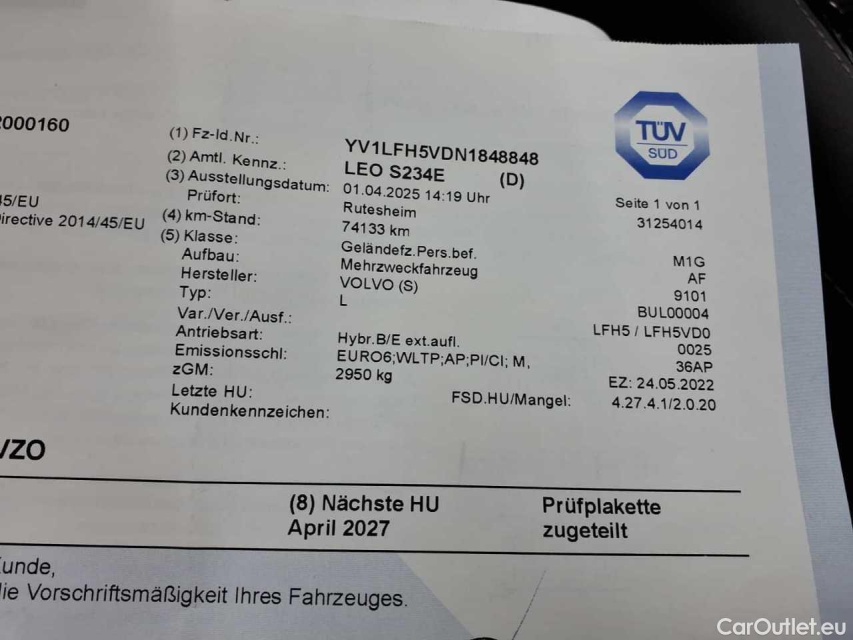 2000160
(1) Fz-Id.Nr.: YV1LFH5VDN1848848
(2) Amtl. Kennz.: LEO S234E (D)
(3) Ausstellungsdatum: 01.04.2025 14:19 Uhr
Prüfort: Rutesheim
(4) km-Stand: 74133 km
(5) Klasse: Geländefz.Pers.bef. M1G
Aufbau: Mehrzweckfahrzeug AF
Hersteller: VOLVO (S) 9101
Typ: L BUL00004
Var./Ver./Ausf.: LFH5 / LFH5VD0
Antriebsart: Hybr.B/E ext.aufl. 0025
Emissionsschl: EURO6;WLTP;AP;PI/CI; M, 36AP
zGM: 2950 kg EZ: 24.05.2022
Letzte HU: FSD.HU/Mangel: 4.27.4.1/2.0.20
Kundenkennzeichen:
TÜV
SÜD
Seite 1 von 1
31254014
45/EU
Directive 2014/45/EU
VZO
(8) Nächste HU Prüfplakette
April 2027 zugeteilt
unde,
ie Vorschriftsmäßigkeit Ihres Fahrzeuges.
CarOutlet.eu